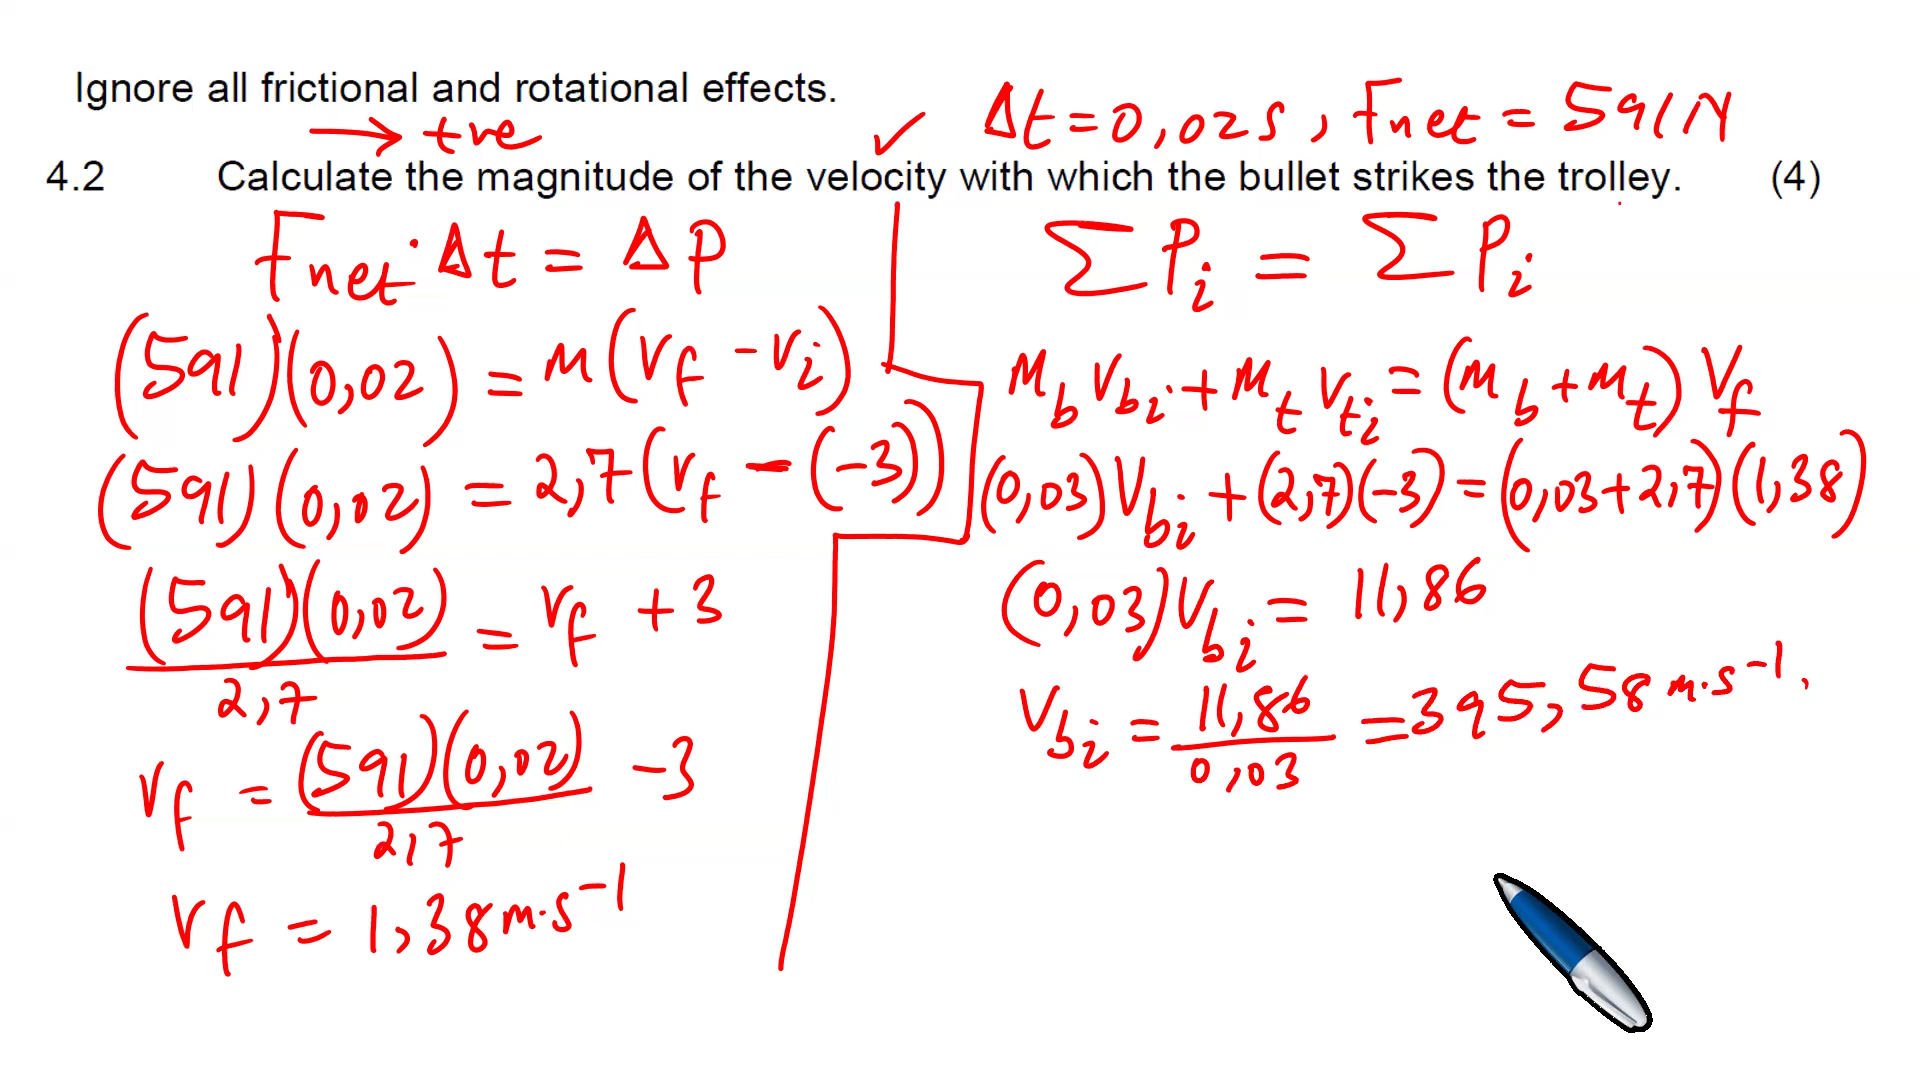 Ignore all frictional and rotational effects.
→ +ve
✓ Δt = 0,02 s , Fnet = 591 N
4.2 Calculate the magnitude of the velocity with which the bullet strikes the trolley. (4)
Fnet · Δt = Δp
(591)(0,02) = m(vf - vi)
(591)(0,02) = 2,7(vf - (-3))
(591)(0,02)/2,7 = vf + 3
vf = (591)(0,02)/2,7 - 3
vf = 1,38 m·s⁻¹
Σ Pi = Σ Pi
Mb Vbi + Mt Vti = (Mb + Mt) Vf
(0,03)Vbi + (2,7)(-3) = (0,03+2,7)(1,38)
(0,03)Vbi = 11,86
Vbi = 11,86/0,03 = 395,58 m·s⁻¹.